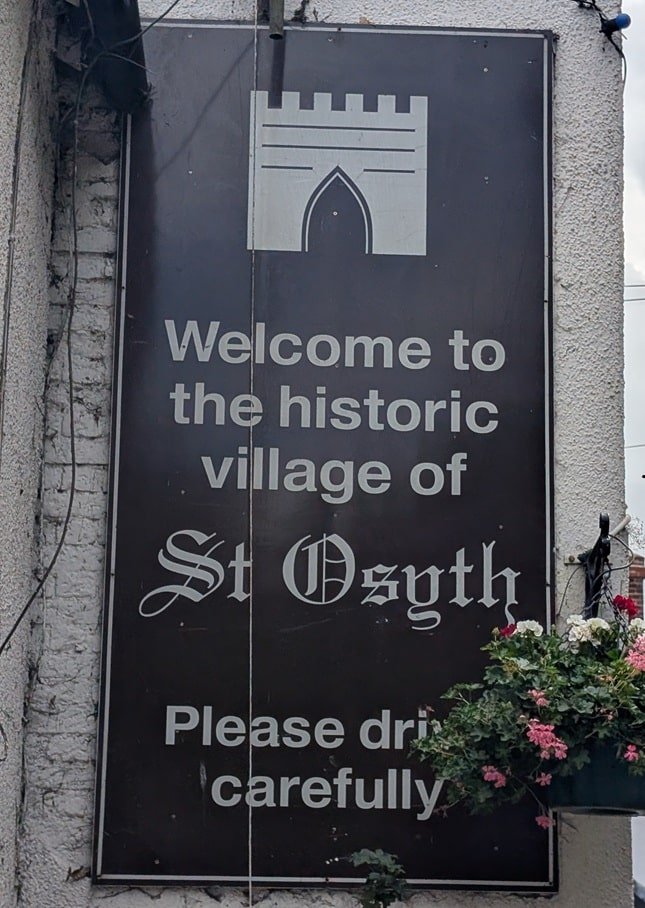 Welcome to
the historic
village of
St Osyth
Please dri
carefully